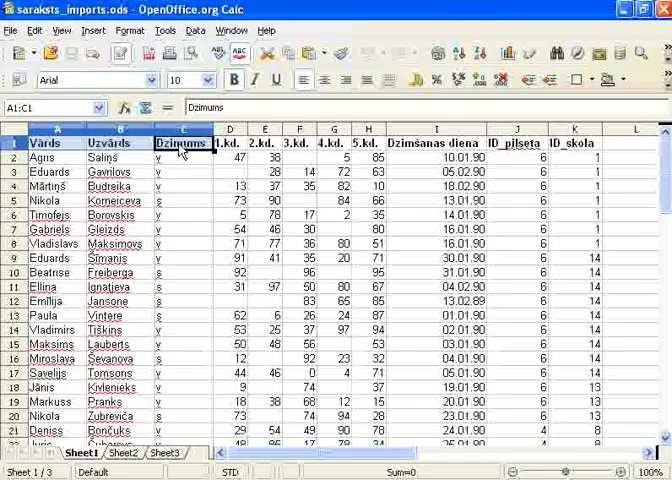 saraksts_imports.ods - OpenOffice.org Calc
File Edit View Insert Format Tools Data Window Help
Arial 10 B I U
A1:C1 Dzimums
A B C D E F G H I J K L
1 Vārds Uzvārds Dzimums 1.kd. 2.kd. 3.kd. 4.kd. 5.kd. Dzimšanas diena ID_pilseta ID_skola
2 Agris Saliņš v 47 38 5 85 10.01.90 6 1
3 Eduards Gavrilovs v 28 14 72 63 05.02.90 6 1
4 Mārtiņš Budreika v 13 37 35 82 10 18.02.90 6 1
5 Nikola Korneiceva s 73 90 84 66 13.01.90 6 1
6 Timofejs Borovskis v 5 78 17 2 35 14.01.90 6 1
7 Gabriels Gleizds v 54 46 30 80 16.01.90 6 1
8 Vladislavs Maksimovs v 71 77 36 80 51 16.01.90 6 1
9 Eduards Šīmanis v 91 41 35 20 71 30.01.90 6 14
10 Beatrise Freiberga s 92 96 95 31.01.90 6 14
11 Ellina Ignatjeva s 31 97 50 80 67 04.02.90 6 14
12 Emīlija Jansone s 83 65 85 13.02.89 6 14
13 Paula Vintere s 62 6 26 24 87 01.01.90 6 14
14 Vladimirs Tiškins v 53 25 37 97 94 02.01.90 6 14
15 Maksims Lauberts v 50 48 56 53 03.01.90 6 14
16 Miroslava Ševanova s 12 92 23 32 04.01.90 6 14
17 Savelijs Tomsons v 44 46 0 4 71 05.01.90 6 14
18 Jānis Kivlenieks v 9 74 37 19.01.90 6 13
19 Markuss Pranks v 18 38 68 12 15 20.01.90 6 13
20 Nikola Zubreviča s 73 74 94 28 23.01.90 6 13
21 Deniss Bončuks v 29 54 49 90 78 24.01.90 4 8
Sheet1 Sheet2 Sheet3
Sheet 1 / 3 Default STD Sum=0 100%